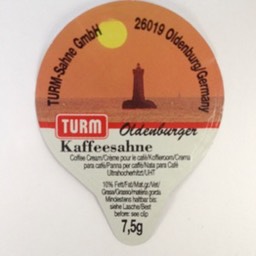 TURM-Sahne GmbH
26019 Oldenburg/Germany
TURM
Oldenburger
Kaffeesahne
Coffee Cream/Crème pour le café/Koffieroom/Crema
para café/Panna per caffè/Nata para Café
Ultrahocherhitzt/UHT
10% Fett/Fat/Mat.gr./Vet/
Grasa/Grasso/materia gorda
Mindestens haltbar bis:
siehe Lasche/Best
before: see clip
7,5g